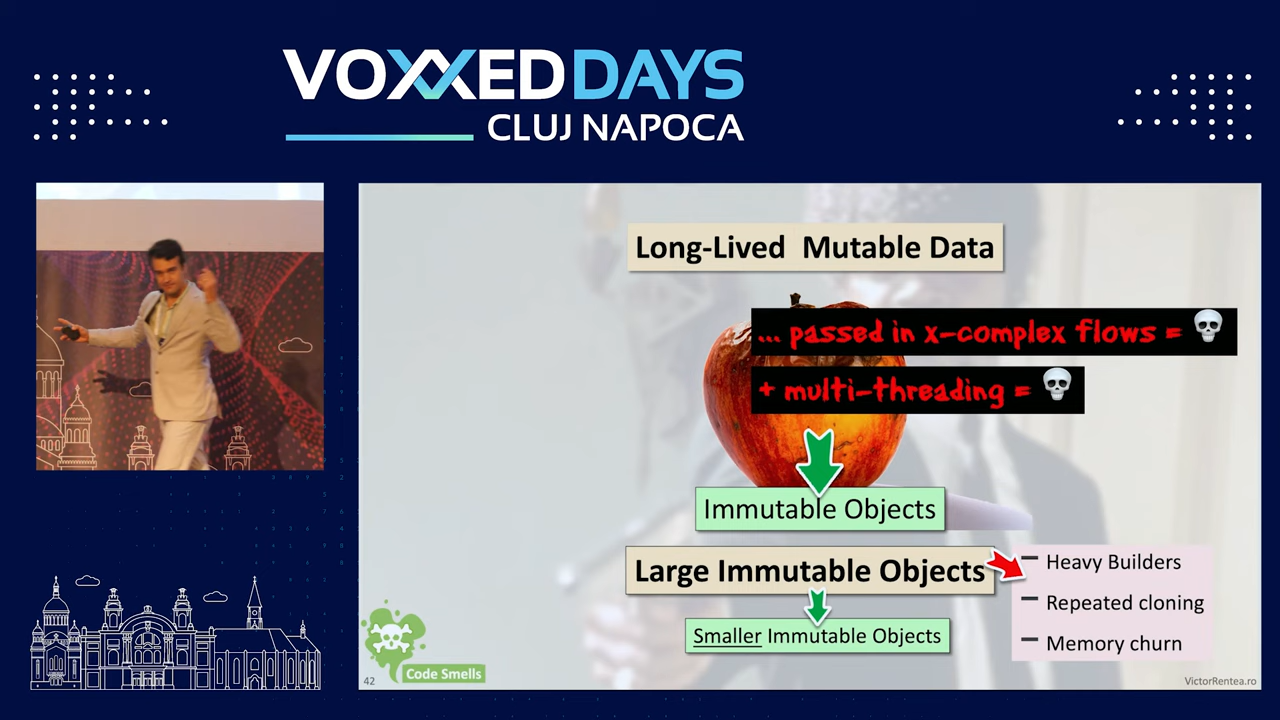 VOXXED DAYS
CLUJ NAPOCA
Long-Lived Mutable Data
... passed in x-complex flows = 💀
+ multi-threading = 💀
Immutable Objects
Large Immutable Objects
– Heavy Builders
– Repeated cloning
– Memory churn
Smaller Immutable Objects
Code Smells
42
VictorRentea.ro